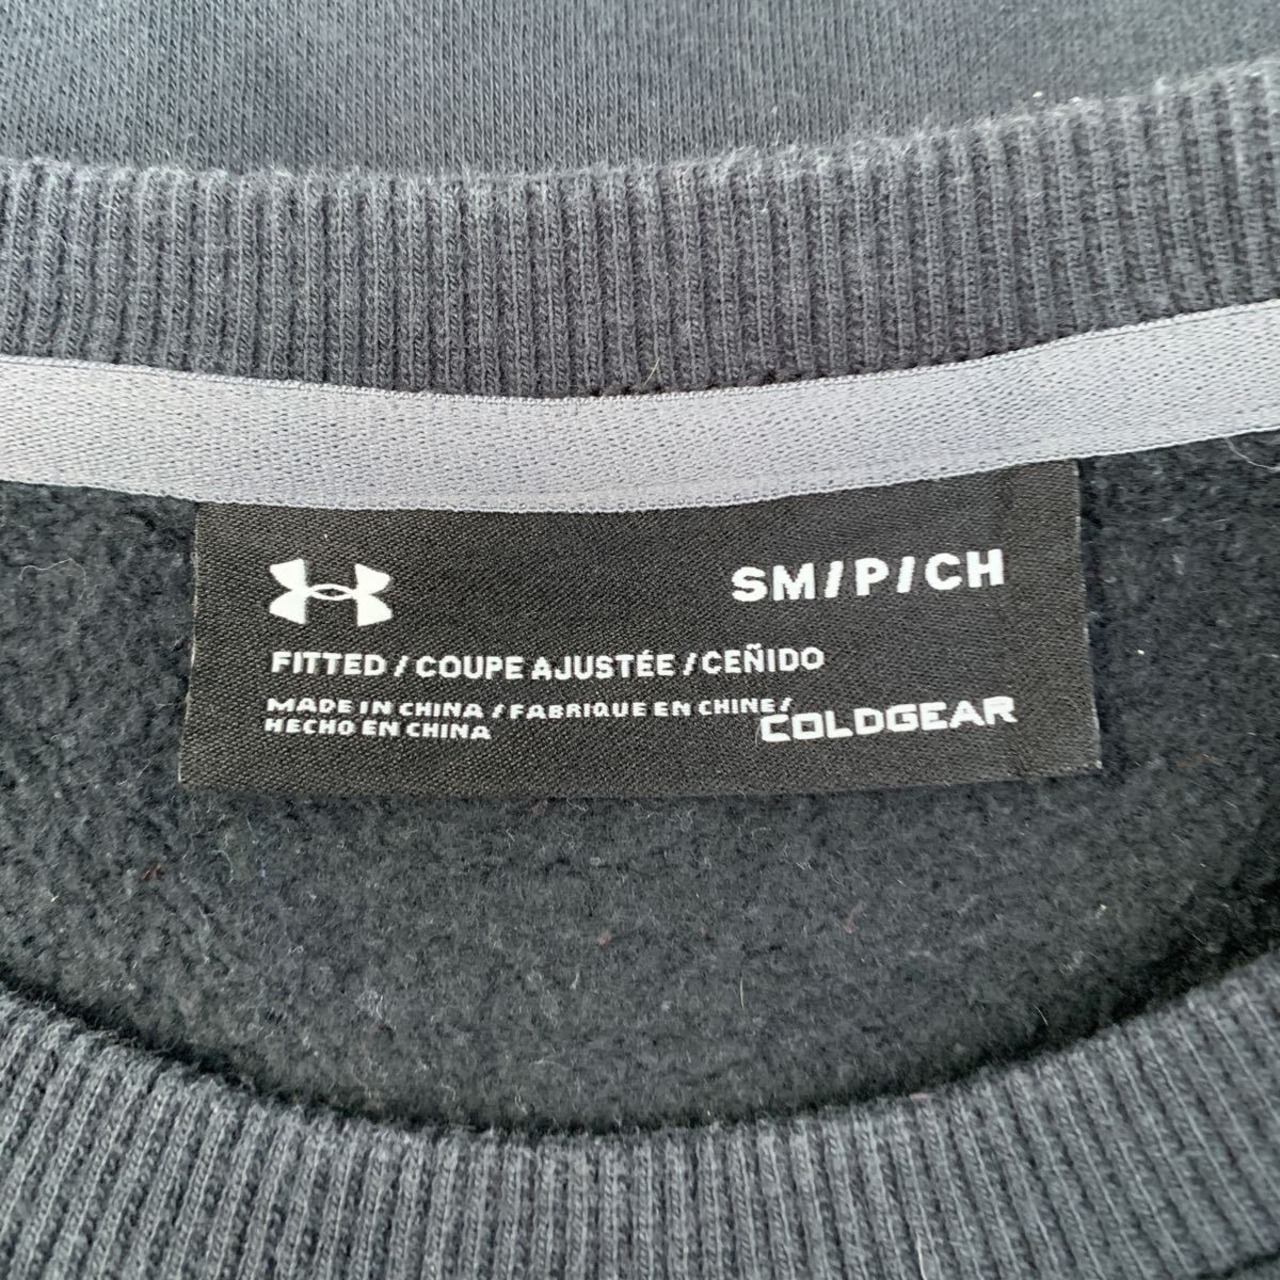 SM/P/CH
FITTED / COUPE AJUSTÉE / CEÑIDO
MADE IN CHINA / FABRIQUE EN CHINE /
HECHO EN CHINA
COLDGEAR